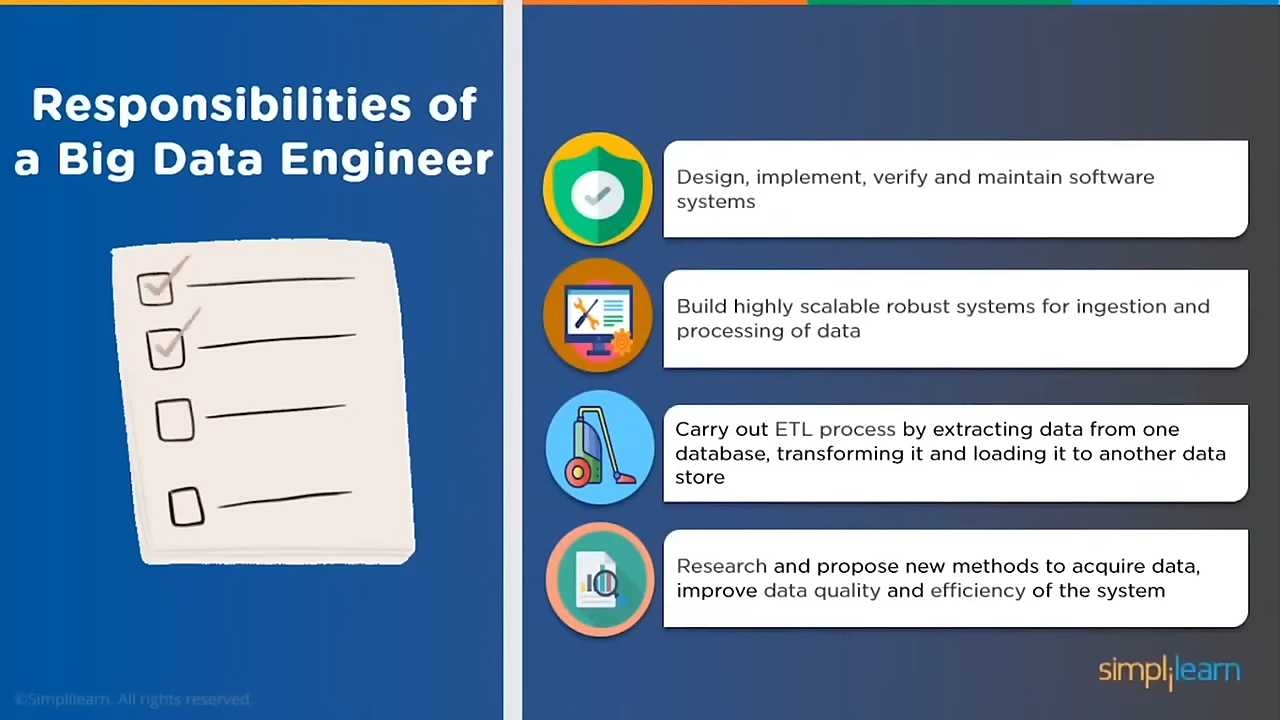 Responsibilities of
a Big Data Engineer
Design, implement, verify and maintain software
systems
Build highly scalable robust systems for ingestion and
processing of data
Carry out ETL process by extracting data from one
database, transforming it and loading it to another data
store
Research and propose new methods to acquire data,
improve data quality and efficiency of the system
simplilearn
©Simplilearn. All rights reserved.